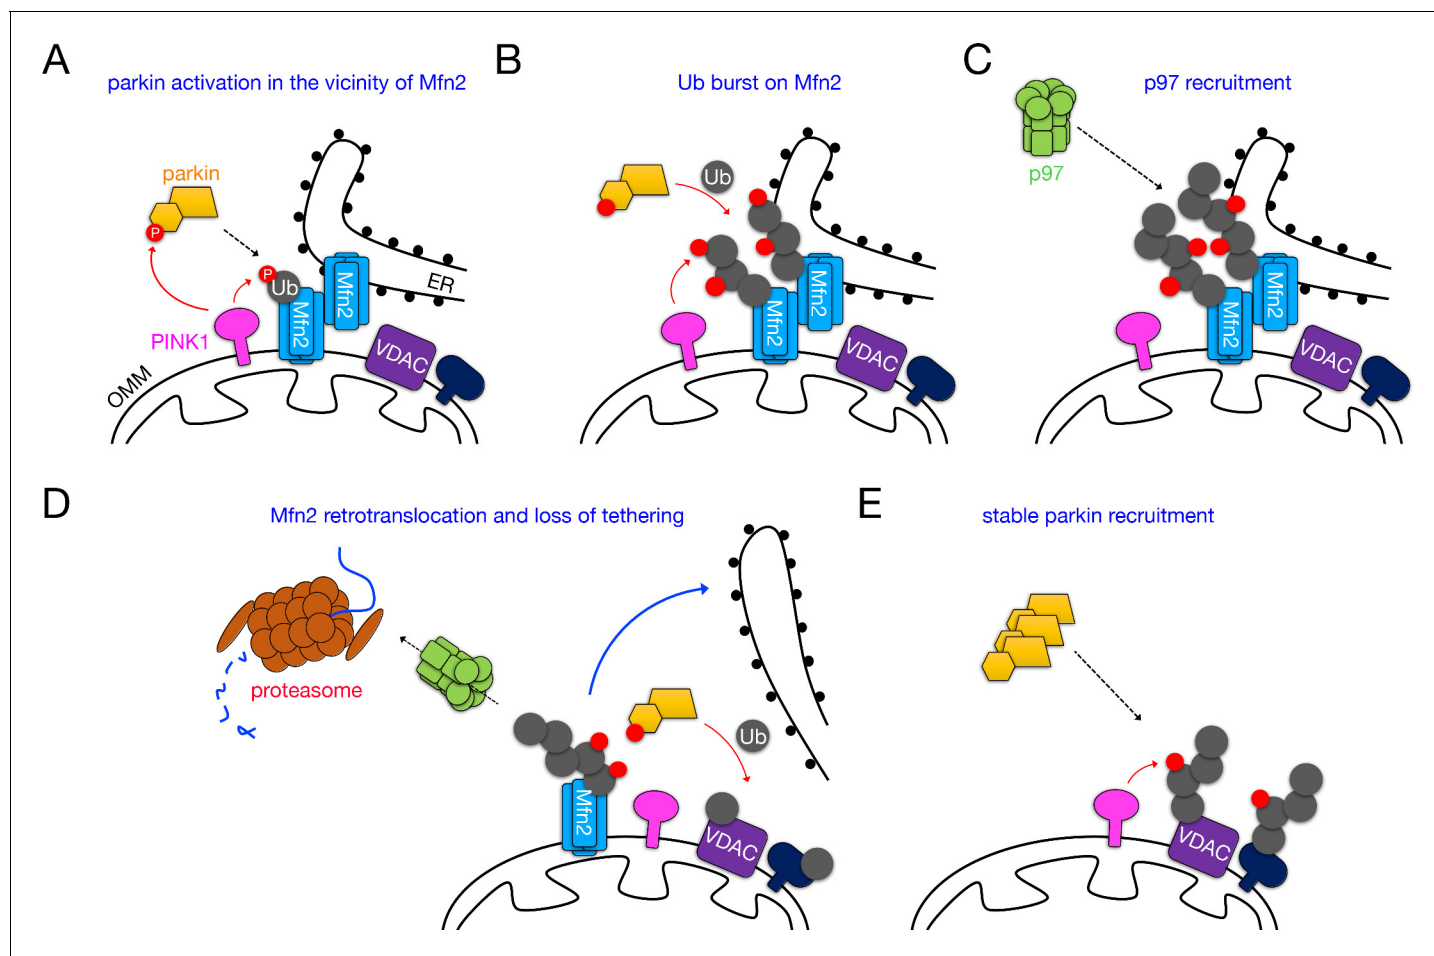 A
parkin activation in the vicinity of Mfn2
parkin
P
P
Ub
Mfn2
Mfn2
ER
PINK1
VDAC
OMM
B
Ub burst on Mfn2
Ub
Mfn2
Mfn2
VDAC
C
p97 recruitment
p97
Mfn2
Mfn2
VDAC
D
Mfn2 retrotranslocation and loss of tethering
proteasome
Ub
Mfn2
VDAC
E
stable parkin recruitment
VDAC